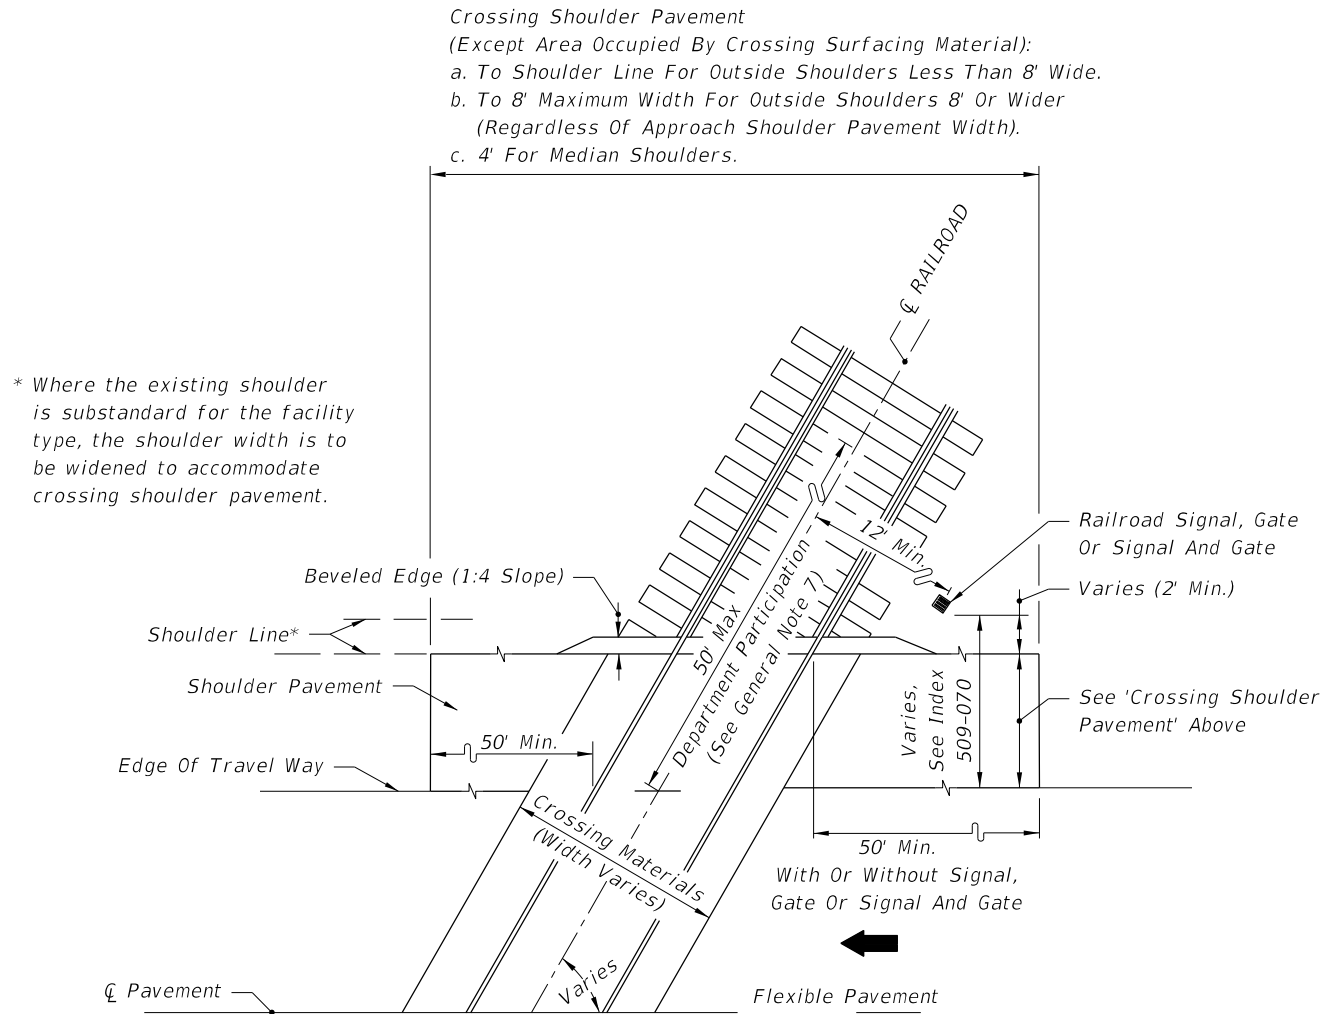 Crossing Shoulder Pavement
(Except Area Occupied By Crossing Surfacing Material):
a. To Shoulder Line For Outside Shoulders Less Than 8' Wide.
b. To 8' Maximum Width For Outside Shoulders 8' Or Wider
(Regardless Of Approach Shoulder Pavement Width).
c. 4' For Median Shoulders.
℄ RAILROAD
* Where the existing shoulder
is substandard for the facility
type, the shoulder width is to
be widened to accommodate
crossing shoulder pavement.
12' Min.
Railroad Signal, Gate
Or Signal And Gate
Beveled Edge (1:4 Slope)
Varies (2' Min.)
Shoulder Line*
50' Max
Department Participation
(See General Note 7)
Shoulder Pavement
Varies,
See Index
509-070
See 'Crossing Shoulder
Pavement' Above
50' Min.
Edge Of Travel Way
Crossing Materials
(Width Varies)
50' Min.
With Or Without Signal,
Gate Or Signal And Gate
Varies
℄ Pavement
Flexible Pavement